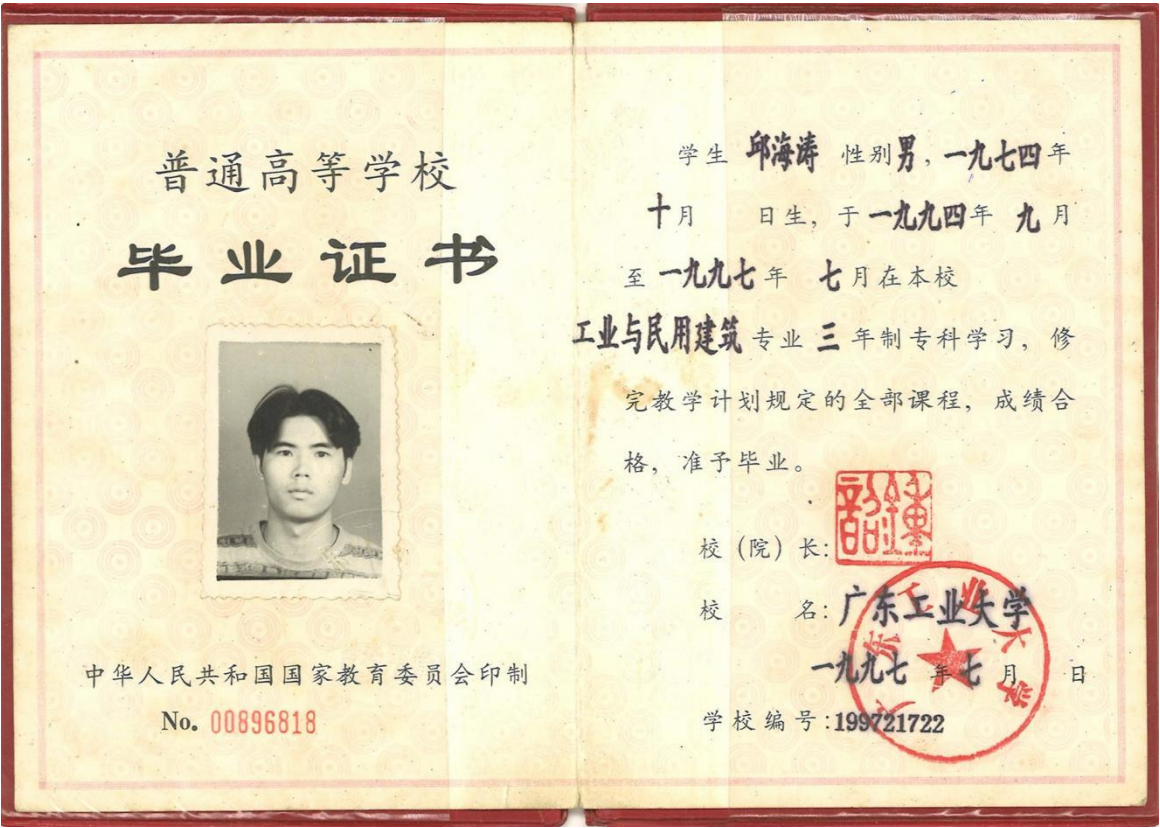 普通高等学校
毕业证书
中华人民共和国国家教育委员会印制
No. 00896818
学生 邱海涛 性别男，一九七四年
十月 日生，于一九九四年 九月
至一九九七年 七月在本校
工业与民用建筑专业 三 年制专科学习，修
完教学计划规定的全部课程，成绩合
格，准予毕业。
校（院）长：
校 名：广东工业大学
一九九七 年七月 日
学校编号：199721722
广东工业大学